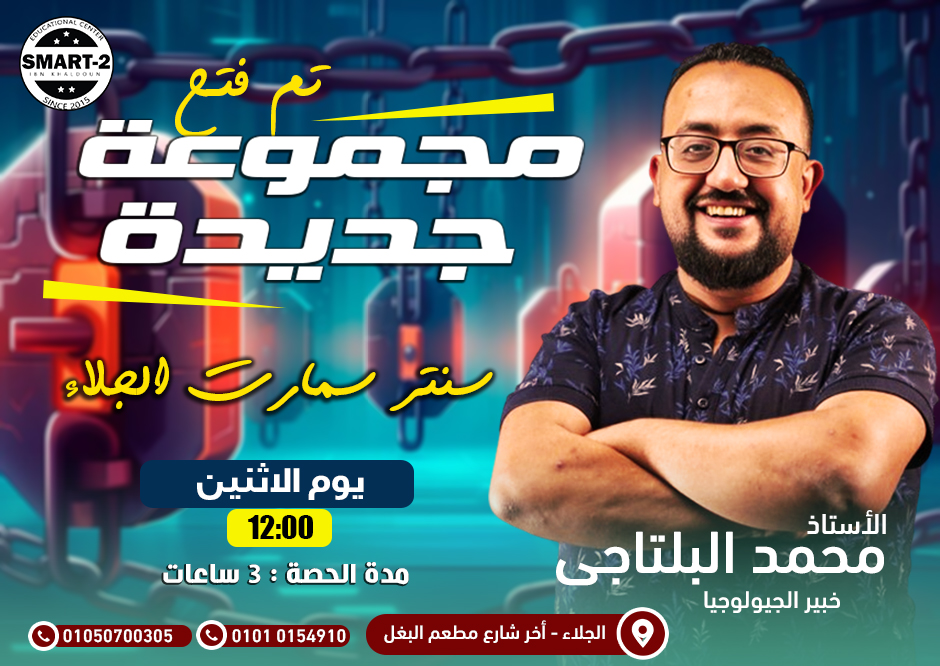 EDUCATIONAL CENTER
SMART-2
IBN KHALDOUN
SINCE 2015
تم فتح
مجموعة
جديدة
سنتر سمارت الجلاء
يوم الاثنين
12:00
مدة الحصة : 3 ساعات
الأستاذ
محمد البلتاجى
خبير الجيولوجيا
الجلاء - أخر شارع مطعم البغل
0101 0154910
01050700305